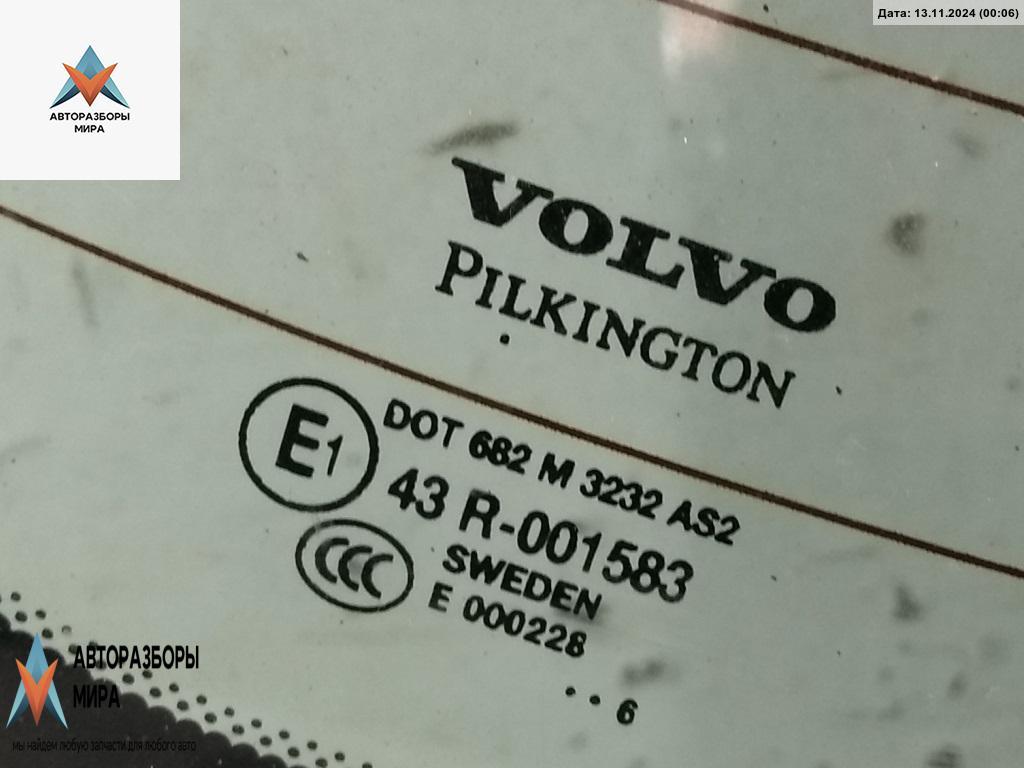 Дата: 13.11.2024 (00:06)
АВТОРАЗБОРЫ
МИРА
VOLVO
PILKINGTON
E1
DOT 682 M 3232 AS2
43 R-001583
CCC
SWEDEN
E 000228
. . 6
АВТОРАЗБОРЫ
МИРА
мы найдем любую запчасти для любого авто